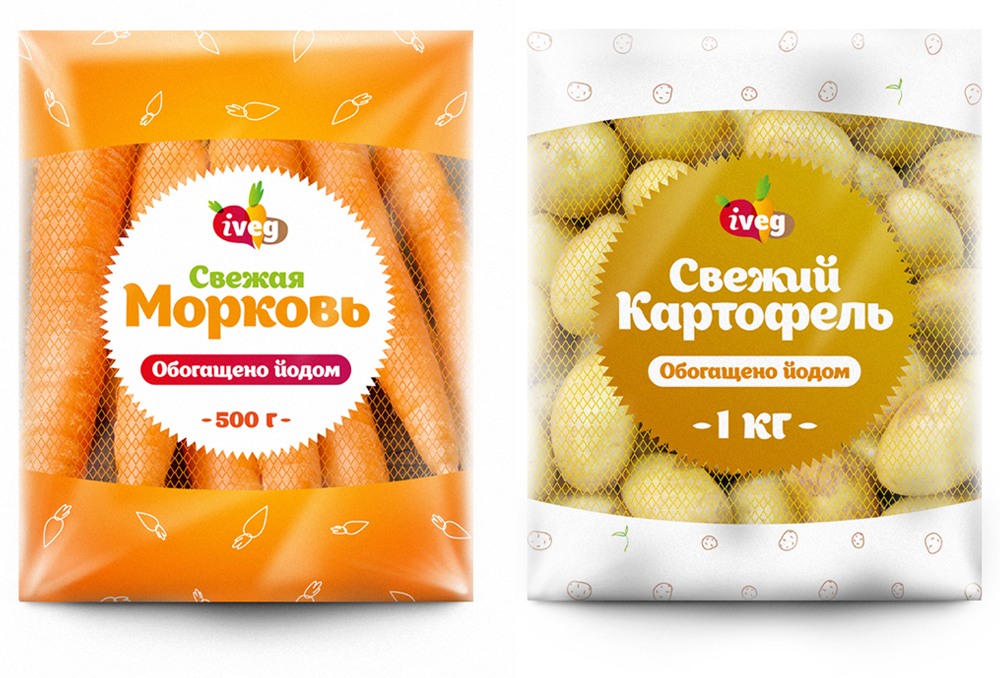 iveg
Свежая
Морковь
Обогащено йодом
- 500 г -
iveg
Свежий
Картофель
Обогащено йодом
- 1 кг -